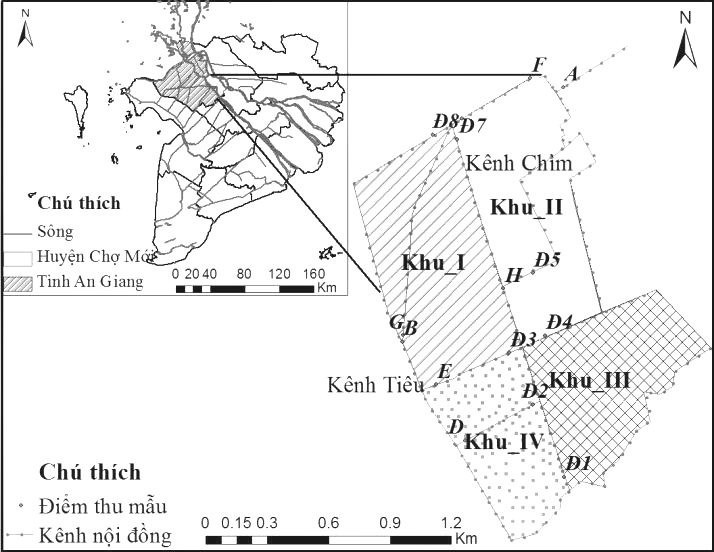 N
N
F
A
Đ8
Đ7
Kênh Chìm
Chú thích
Sông
Huyện Chợ Mới
Tỉnh An Giang
0 20 40 80 120 160
Km
Khu_II
Khu_I
Đ5
H
G
B
Đ4
Đ3
Kênh Tiêu
E
Khu_III
Đ2
D
Khu_IV
Đ1
Chú thích
Điểm thu mẫu
Kênh nội đồng
0 0.15 0.3 0.6 0.9 1.2
Km